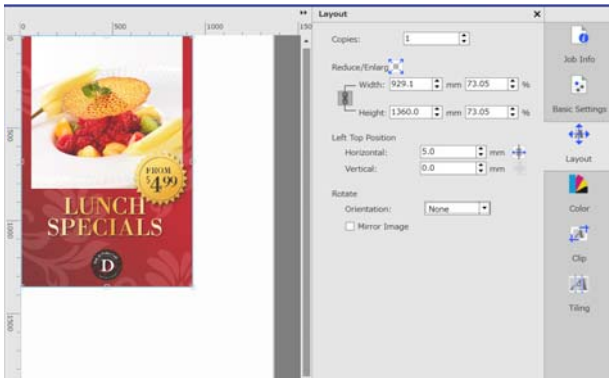 Layout
×
0
500
1000
150
0
500
1000
1500
FROM
$4.99
LUNCH
SPECIALS
D
Copies:
1
Reduce/Enlarg
Width:
929.1
mm
73.05
%
Height:
1360.0
mm
73.05
%
Left Top Position
Horizontal:
5.0
mm
Vertical:
0.0
mm
Rotate
Orientation:
None
Mirror Image
Job Info
Basic Settings
Layout
Color
Clip
Tiling